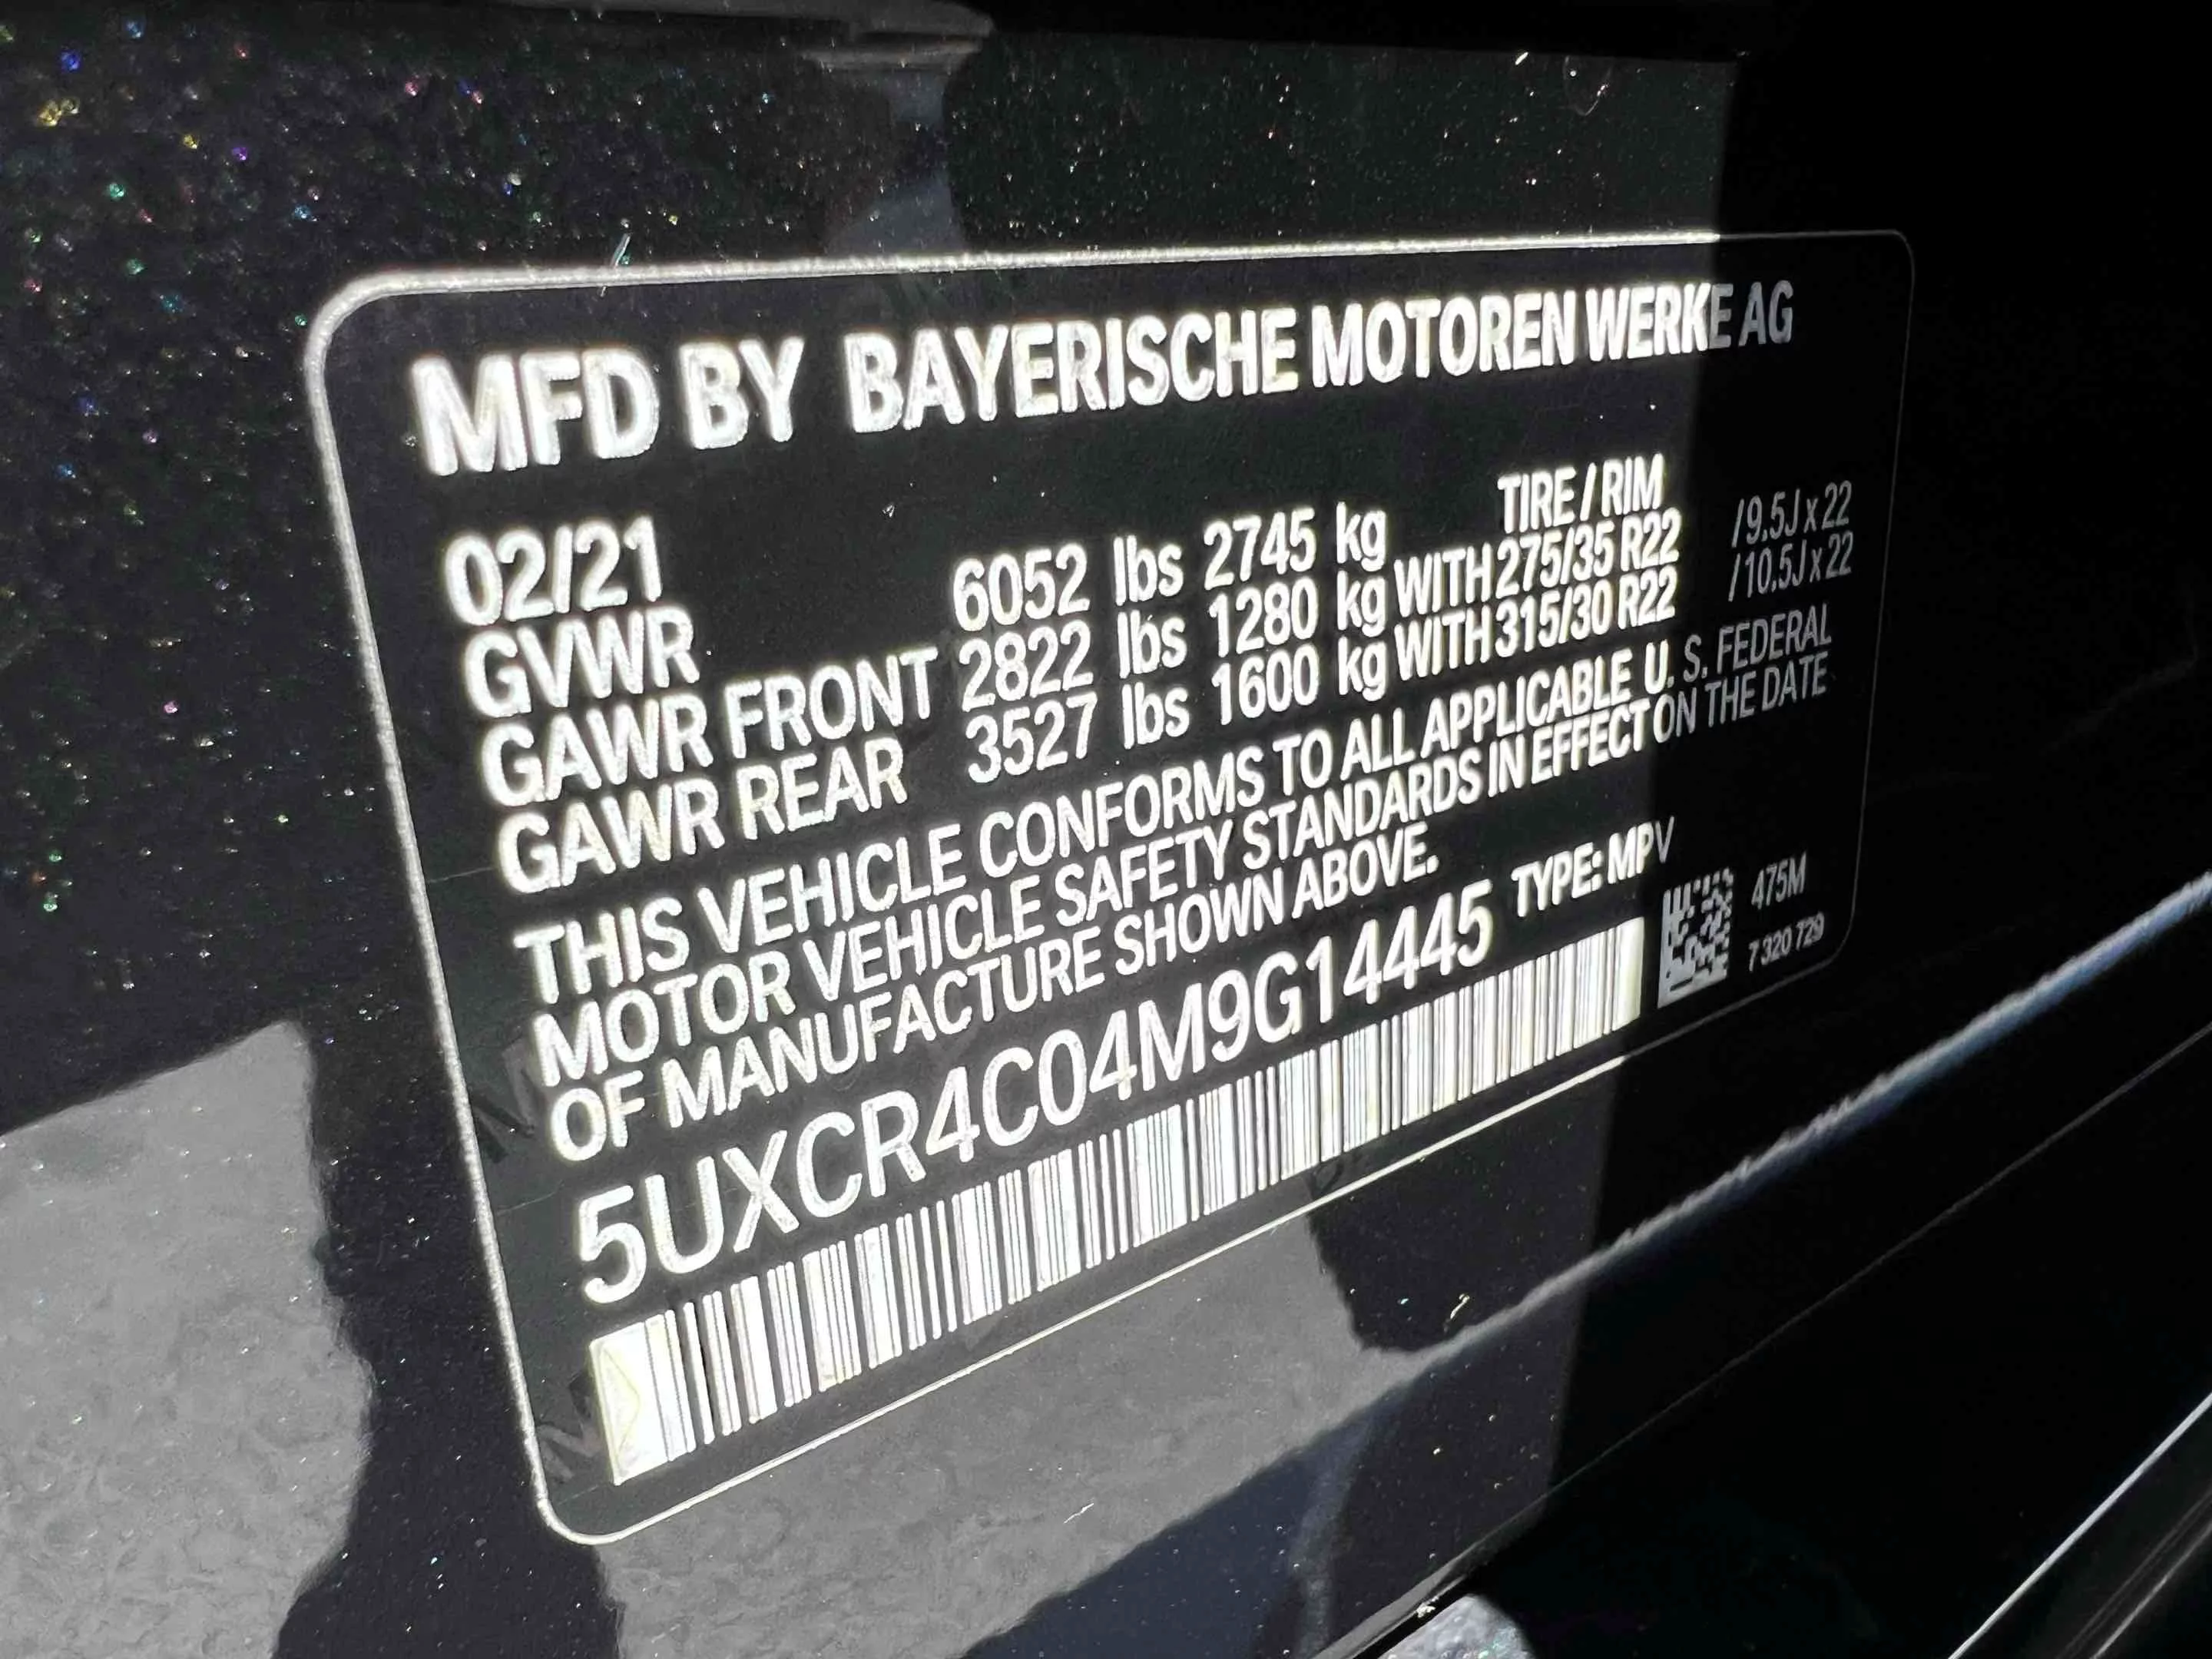 MFD BY BAYERISCHE MOTOREN WERKE AG
02/21 TIRE / RIM
GVWR 6052 lbs 2745 kg
GAWR FRONT 2822 lbs 1280 kg WITH 275/35 R22 /9.5J x 22
GAWR REAR 3527 lbs 1600 kg WITH 315/30 R22 /10.5J x 22
THIS VEHICLE CONFORMS TO ALL APPLICABLE U. S. FEDERAL
MOTOR VEHICLE SAFETY STANDARDS IN EFFECT ON THE DATE
OF MANUFACTURE SHOWN ABOVE.
5UXCR4C04M9G14445 TYPE: MPV
475M
7 320 729